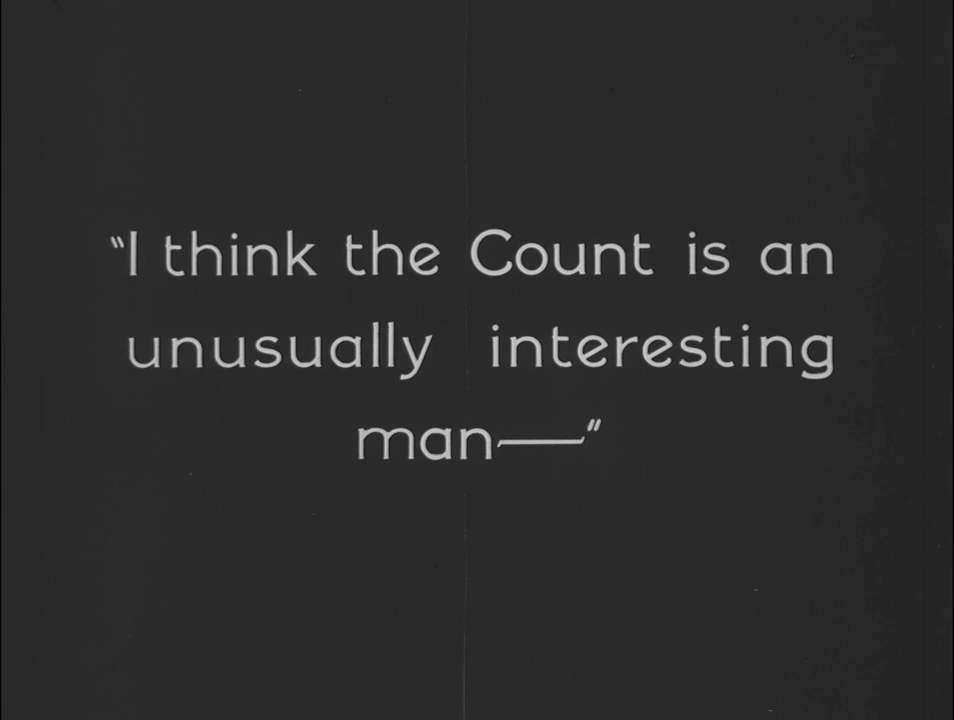 "I think the Count is an
unusually interesting
man—"